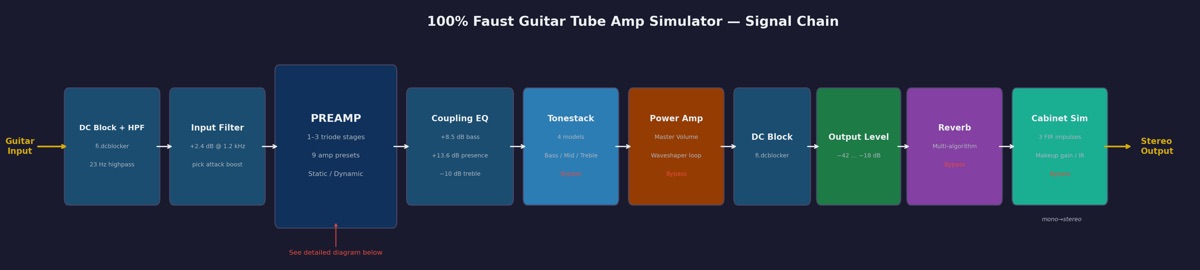 100% Faust Guitar Tube Amp Simulator — Signal Chain
Guitar
Input
DC Block + HPF
fi.dcblocker
23 Hz highpass
Input Filter
+2.4 dB @ 1.2 kHz
pick attack boost
PREAMP
1–3 triode stages
9 amp presets
Static / Dynamic
Coupling EQ
+8.5 dB bass
+13.6 dB presence
−10 dB treble
Tonestack
4 models
Bass / Mid / Treble
Bypass
Power Amp
Master Volume
Waveshaper loop
Bypass
DC Block
fi.dcblocker
Output Level
−42 ... −18 dB
Reverb
Multi-algorithm
Bypass
Cabinet Sim
3 FIR impulses
Makeup gain / IR
Bypass
Stereo
Output
mono→stereo
See detailed diagram below